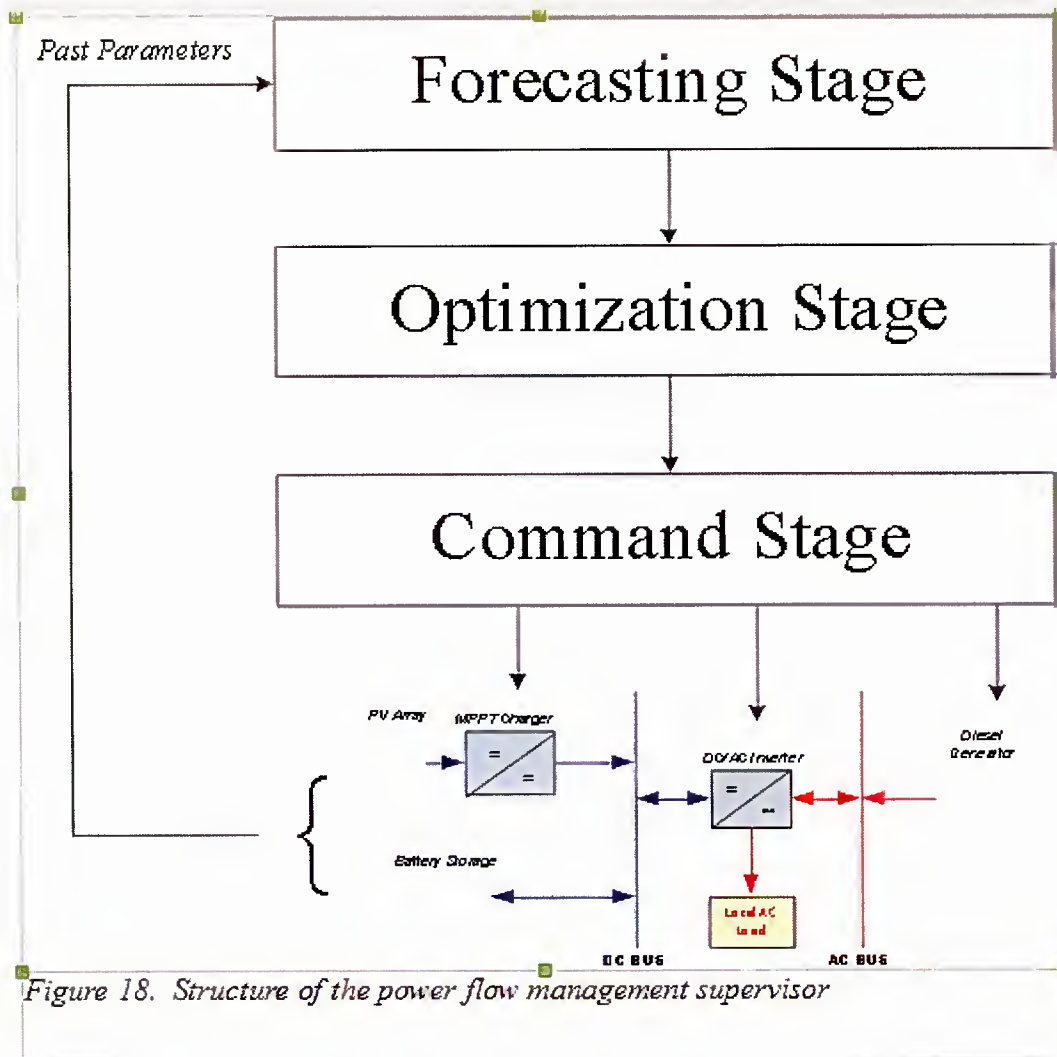 Past Parameters
Forecasting Stage
Optimization Stage
Command Stage
PV Array
MPPT Charger
DC/AC Inverter
Diesel
Generator
Battery Storage
Local AC
Load
DC BUS
AC BUS
Figure 18. Structure of the power flow management supervisor